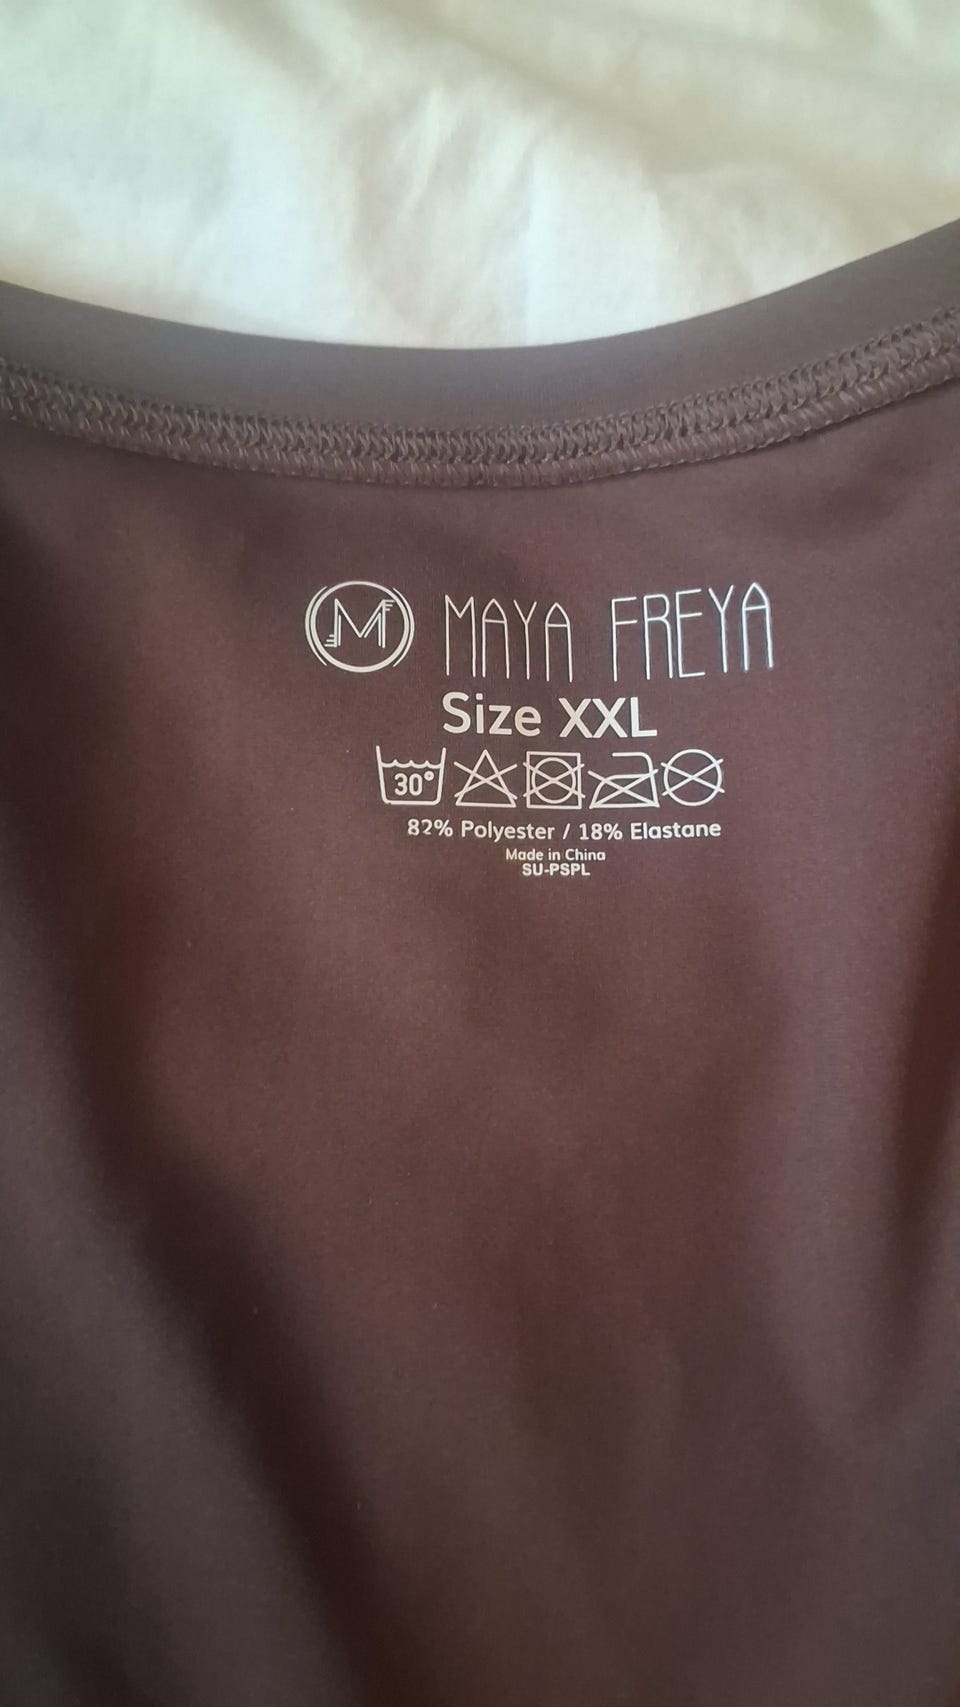 M MAYA FREYA
Size XXL
30°
82% Polyester / 18% Elastane
Made in China
SU-PSPL